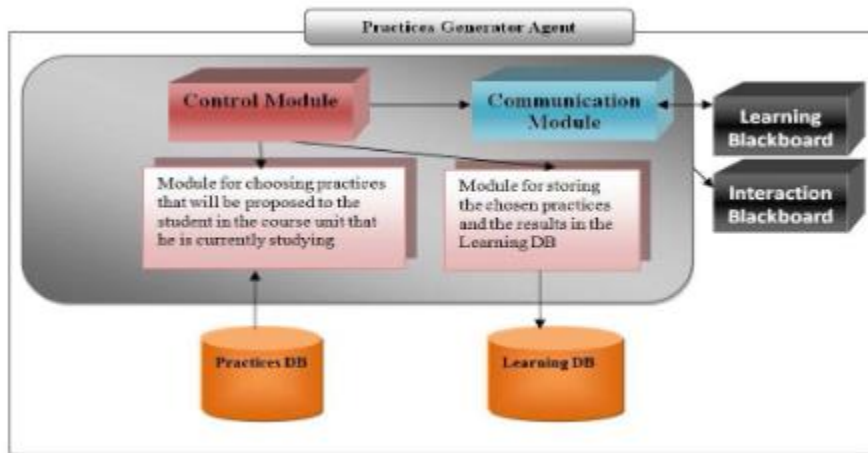 Practices Generator Agent
Control Module
Communication
Module
Learning
Blackboard
Interaction
Blackboard
Module for choosing practices
that will be proposed to the
student in the course unit that
he is currently studying
Module for storing
the chosen practices
and the results in the
Learning DB
Practices DB
Learning DB